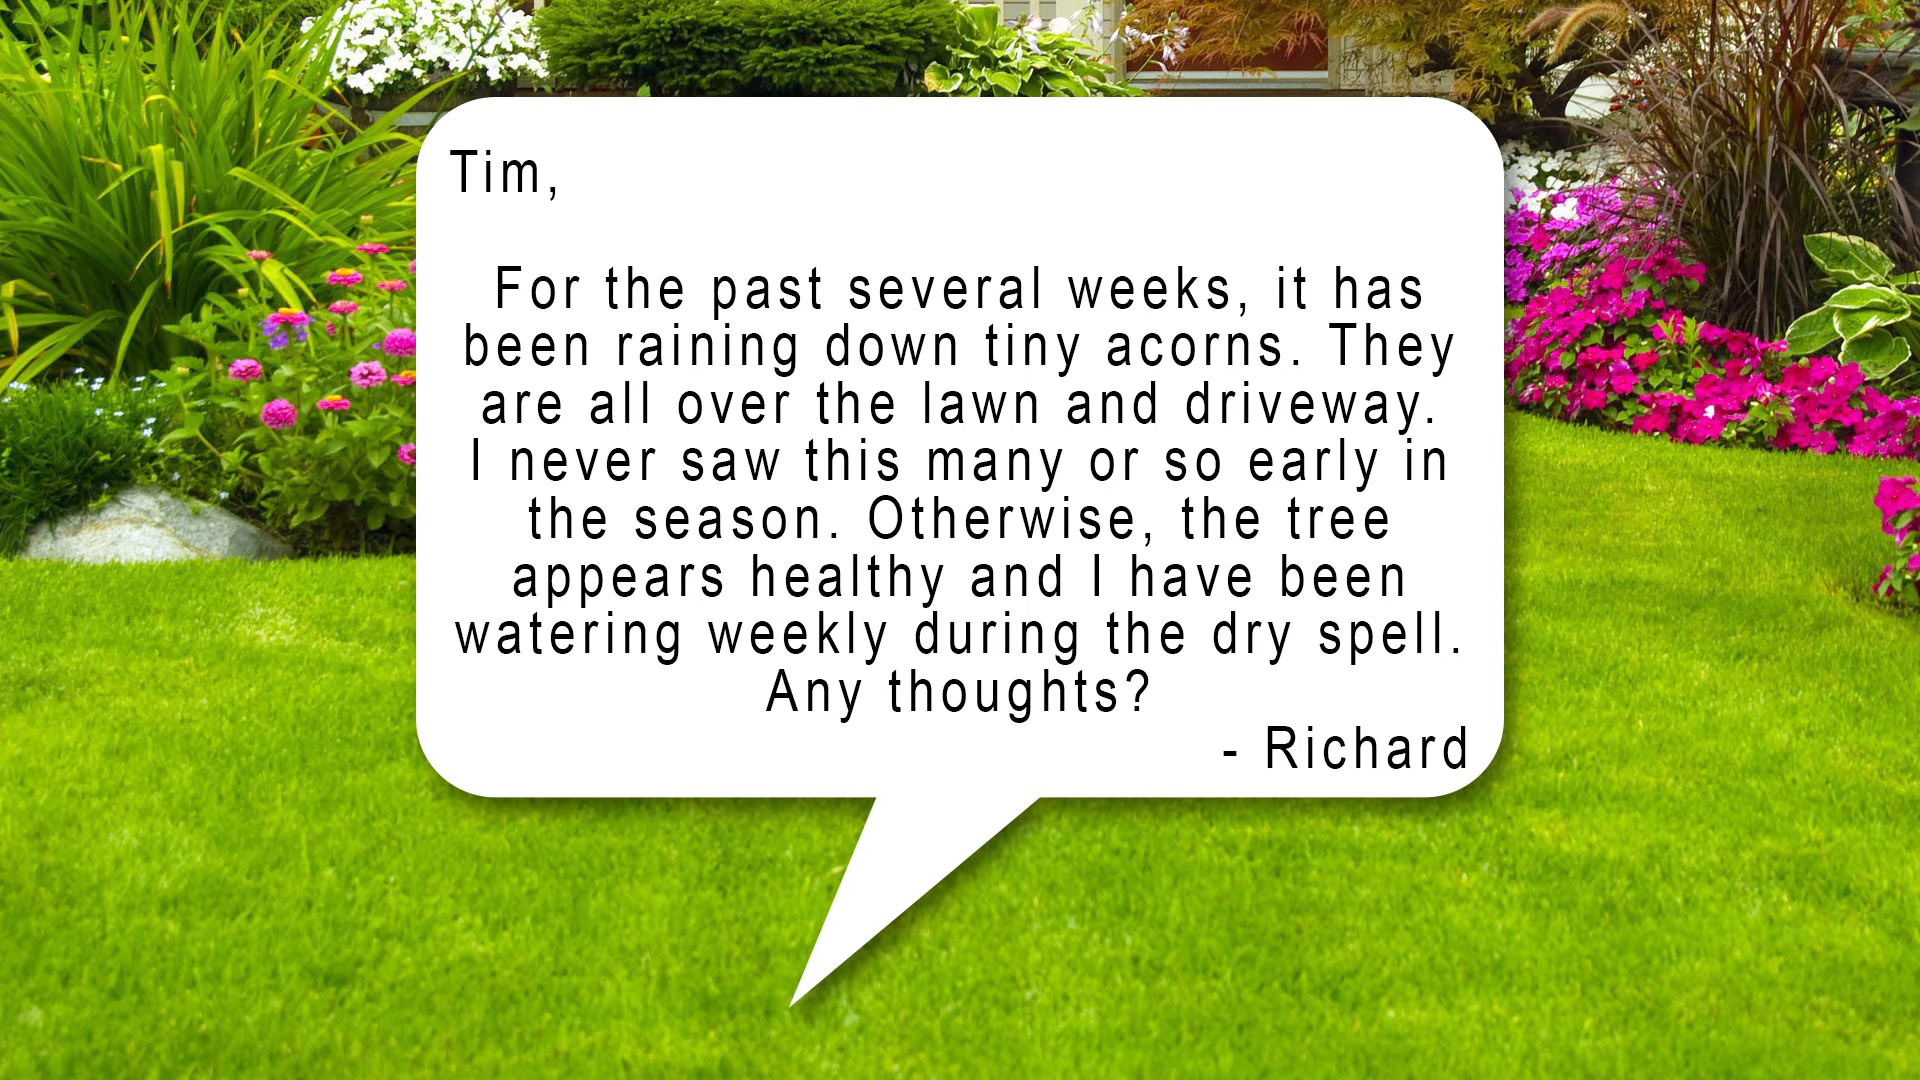 Tim,
For the past several weeks, it has
been raining down tiny acorns. They
are all over the lawn and driveway.
I never saw this many or so early in
the season. Otherwise, the tree
appears healthy and I have been
watering weekly during the dry spell.
Any thoughts?
- Richard